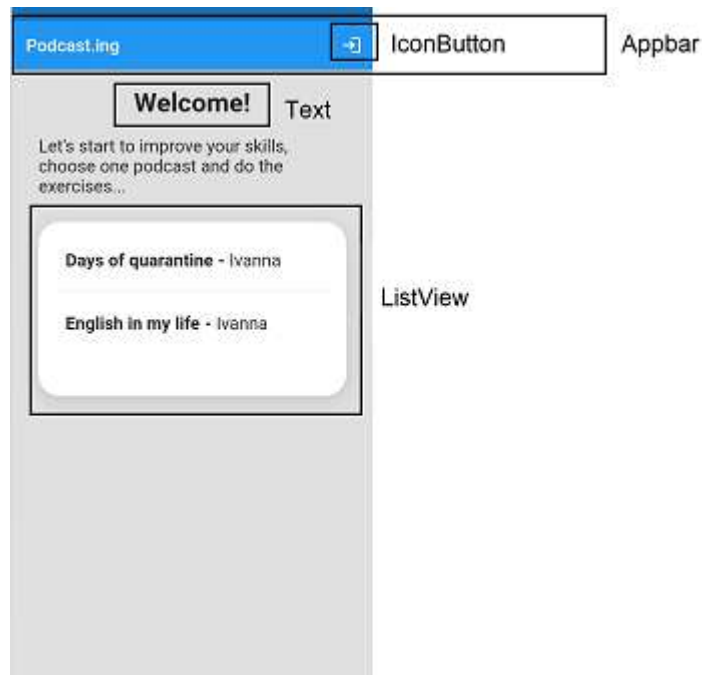 Podcast.ing
IconButton
Appbar
Welcome!
Text
Let's start to improve your skills,
choose one podcast and do the
exercises...
Days of quarantine - Ivanna
English in my life - Ivanna
ListView